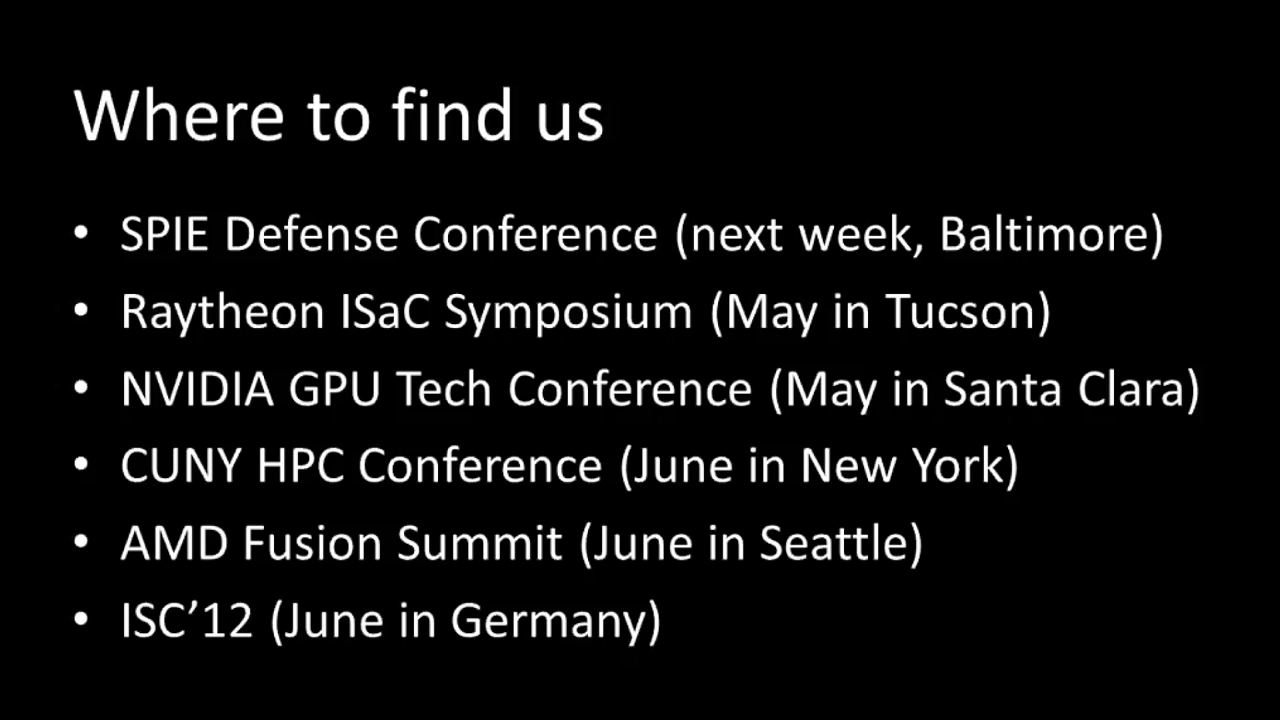 Where to find us
• SPIE Defense Conference (next week, Baltimore)
• Raytheon ISaC Symposium (May in Tucson)
• NVIDIA GPU Tech Conference (May in Santa Clara)
• CUNY HPC Conference (June in New York)
• AMD Fusion Summit (June in Seattle)
• ISC’12 (June in Germany)